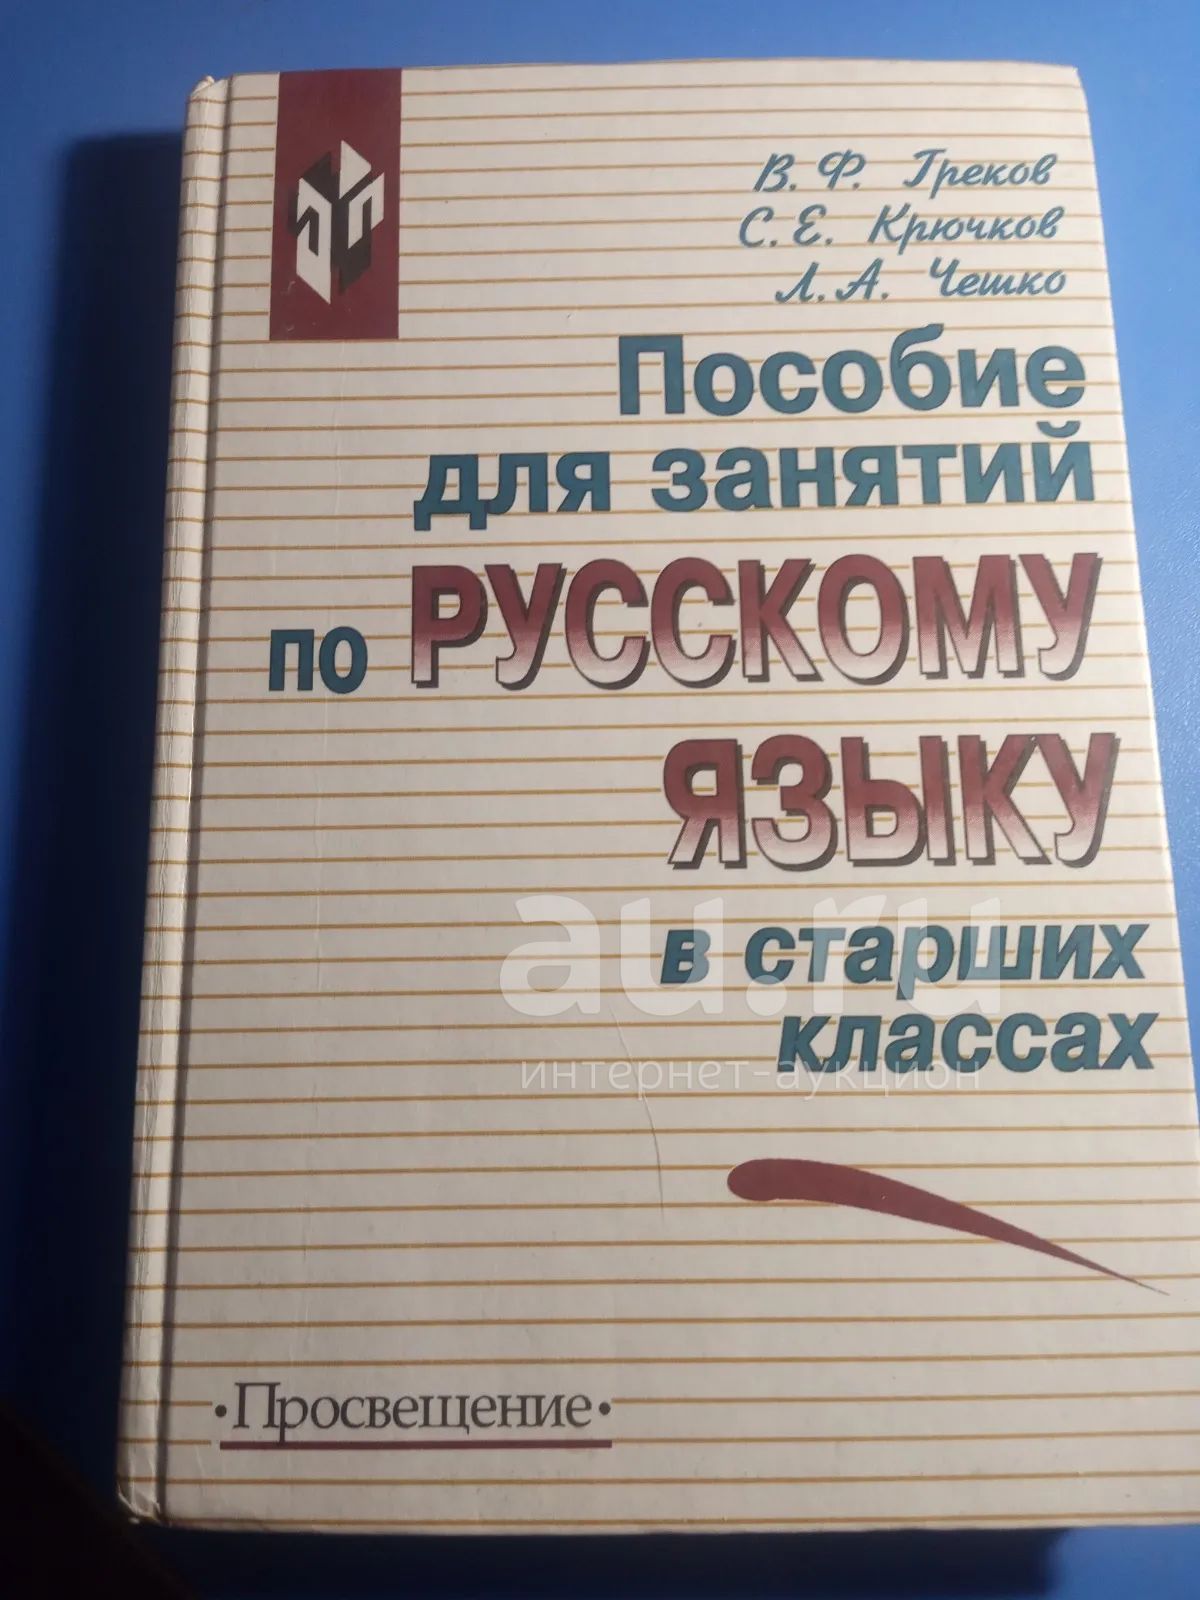 В. Ф. Греков
С. Е. Крючков
Л. А. Чешко
Пособие
для занятий
по РУССКОМУ
ЯЗЫКУ
au.ru
в старших
классах
интернет-аукцион
•Просвещение•